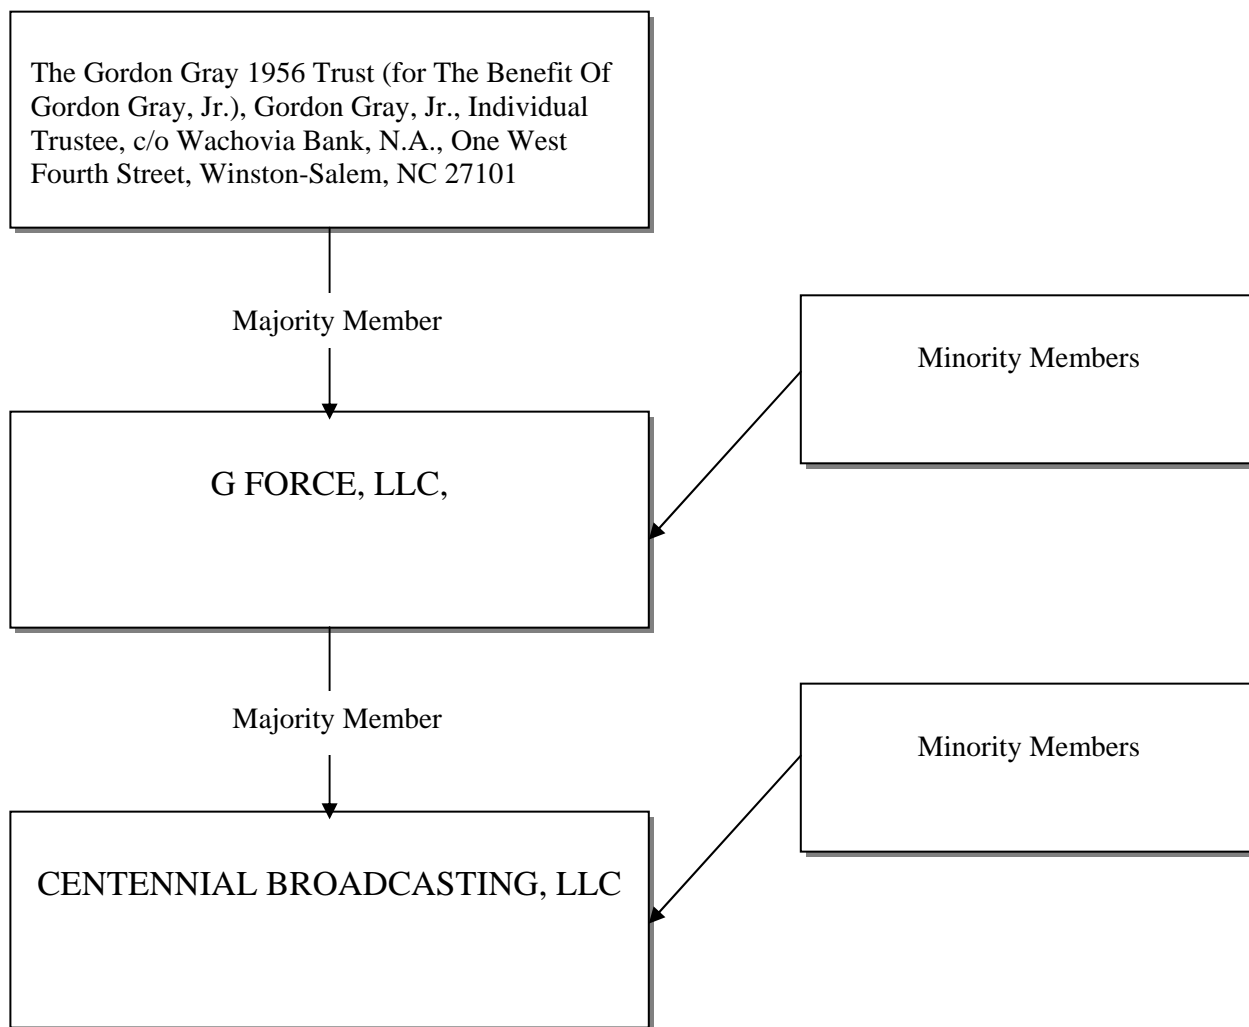 The Gordon Gray 1956 Trust (for The Benefit Of
Gordon Gray, Jr.), Gordon Gray, Jr., Individual
Trustee, c/o Wachovia Bank, N.A., One West
Fourth Street, Winston-Salem, NC 27101
Majority Member
Minority Members
G FORCE, LLC,
Majority Member
Minority Members
CENTENNIAL BROADCASTING, LLC